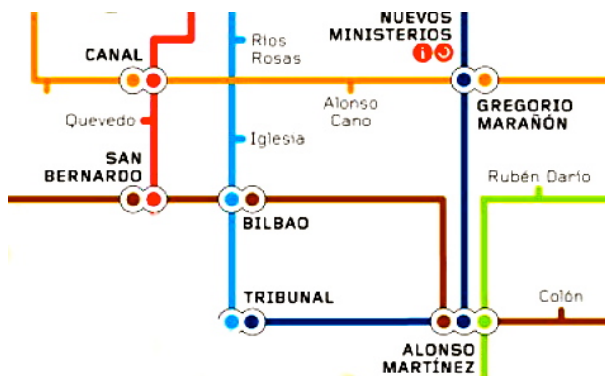 NUEVOS
MINISTERIOS
Ríos
Rosas
CANAL
Alonso
Cano
GREGORIO
MARAÑÓN
Quevedo
Iglesia
SAN
BERNARDO
Rubén Darío
BILBAO
TRIBUNAL
Colón
ALONSO
MARTÍNEZ